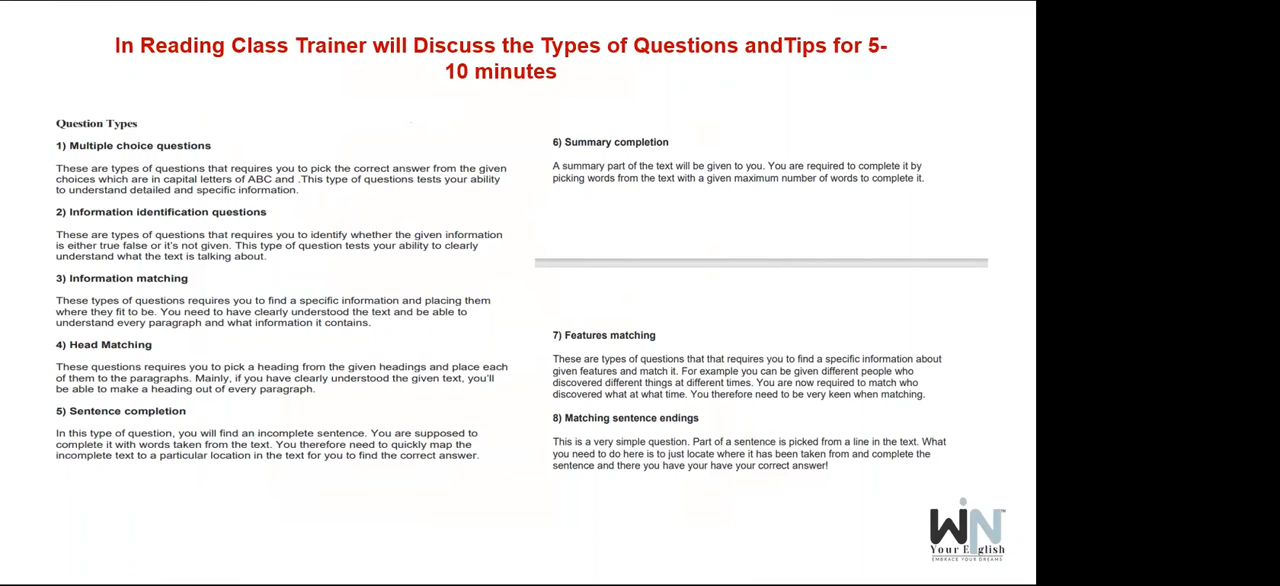 In Reading Class Trainer will Discuss the Types of Questions andTips for 5-
10 minutes
Question Types
1) Multiple choice questions
These are types of questions that requires you to pick the correct answer from the given
choices which are in capital letters of ABC and .This type of questions tests your ability
to understand detailed and specific information.
2) Information identification questions
These are types of questions that requires you to identify whether the given information
is either true false or it's not given. This type of question tests your ability to clearly
understand what the text is talking about.
3) Information matching
These types of questions requires you to find a specific information and placing them
where they fit to be. You need to have clearly understood the text and be able to
understand every paragraph and what information it contains.
4) Head Matching
These questions requires you to pick a heading from the given headings and place each
of them to the paragraphs. Mainly, if you have clearly understood the given text, you'll
be able to make a heading out of every paragraph.
5) Sentence completion
In this type of question, you will find an incomplete sentence. You are supposed to
complete it with words taken from the text. You therefore need to quickly map the
incomplete text to a particular location in the text for you to find the correct answer.
6) Summary completion
A summary part of the text will be given to you. You are required to complete it by
picking words from the text with a given maximum number of words to complete it.
7) Features matching
These are types of questions that that requires you to find a specific information about
given features and match it. For example you can be given different people who
discovered different things at different times. You are now required to match who
discovered what at what time. You therefore need to be very keen when matching.
8) Matching sentence endings
This is a very simple question. Part of a sentence is picked from a line in the text. What
you need to do here is to just locate where it has been taken from and complete the
sentence and there you have your have your correct answer!
WiN
Your English
EMBRACE YOUR DREAMS